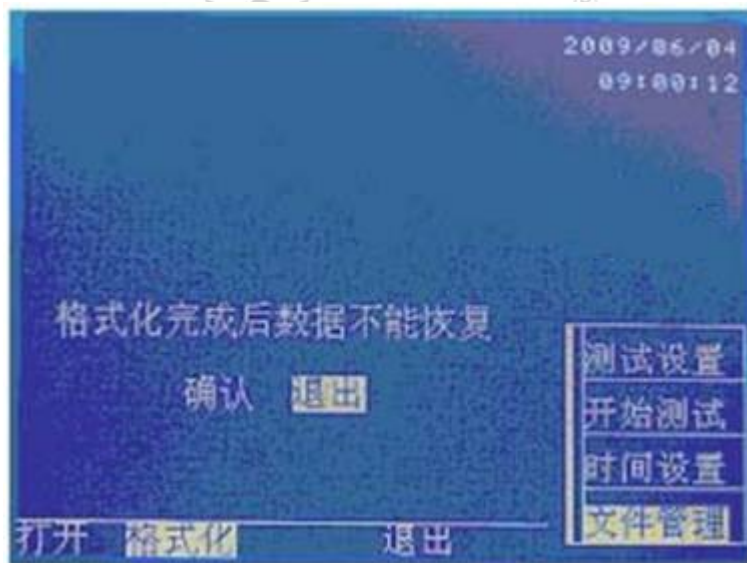 2009/06/04
09:00:12
格式化完成后数据不能恢复
确认 退出
测试设置
开始测试
时间设置
文件管理
打开 格式化 退出